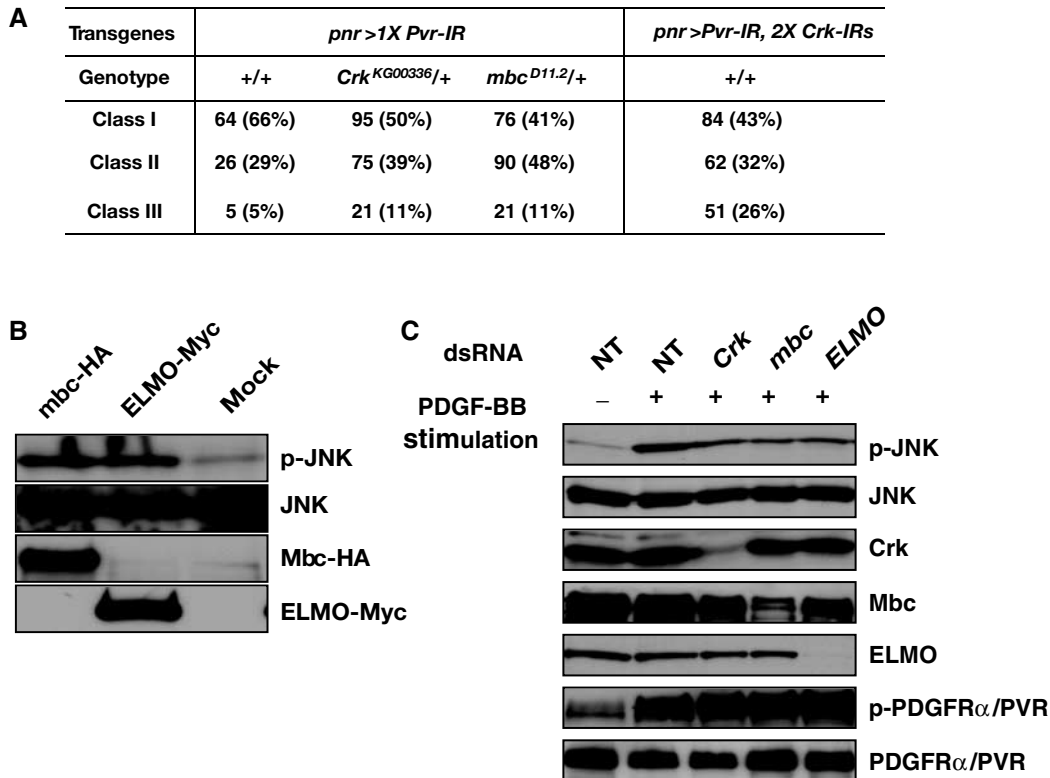 A
Transgenes pnr >1X Pvr-IR pnr >Pvr-IR, 2X Crk-IRs
Genotype +/+ Crk^KG00336/+ mbc^D11.2/+ +/+
Class I 64 (66%) 95 (50%) 76 (41%) 84 (43%)
Class II 26 (29%) 75 (39%) 90 (48%) 62 (32%)
Class III 5 (5%) 21 (11%) 21 (11%) 51 (26%)
B
mbc-HA ELMO-Myc Mock
p-JNK
JNK
Mbc-HA
ELMO-Myc
C
dsRNA NT NT Crk mbc ELMO
PDGF-BB − + + + +
stimulation
p-JNK
JNK
Crk
Mbc
ELMO
p-PDGFRα/PVR
PDGFRα/PVR